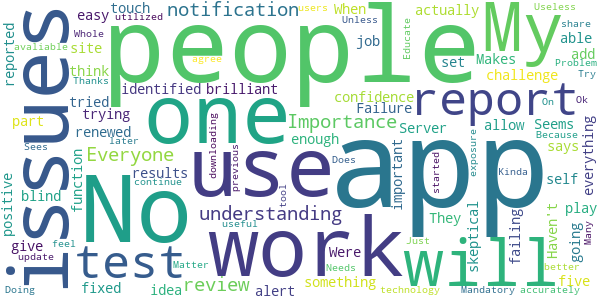 people
app
No
use
work
one
My
will
issues
report
test
notification
Importance
understanding
Everyone
review
brilliant
identified
touch
easy
site
think
tried
trying
renewed
part
function
results
positive
blind
give
fixed
idea
alert
something
Were
important
skeptical
They
Server
Failure
confidence
job
actually
When
set
Makes
challenge
able
add
allow
Seems
says
self
play
everything
going
failing
Haven't
five
enough
reported
utilized
users
Unless
Educate
Useless
share
Problem
Try
On
Ok
Because
Many
Mandatory
accurately
better
technology
Just
Needs
Kinda
exposure
started
Does
tool
useful
previous
downloading
later
continue
Matter
feel
update
Doing
Sees
Thanks
Whole
avaliable
agree